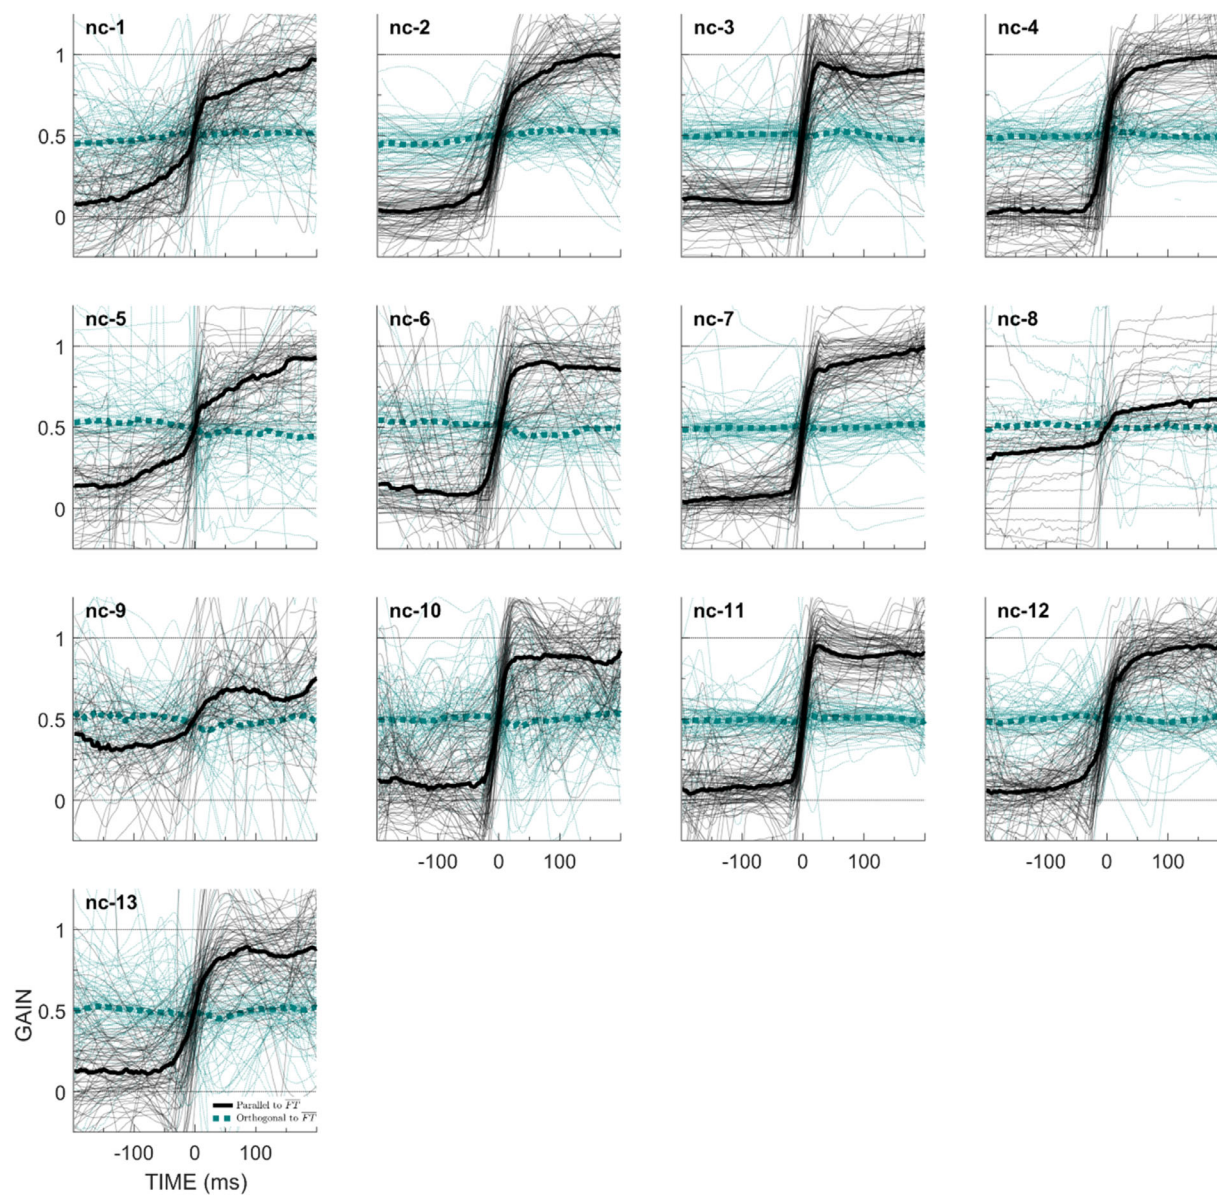 nc-1 nc-2 nc-3 nc-4
1
0.5
0
nc-5 nc-6 nc-7 nc-8
1
0.5
0
nc-9 nc-10 nc-11 nc-12
1
0.5
0
-100 0 100 -100 0 100 -100 0 100
nc-13
1
0.5
0
GAIN
Parallel to FT
Orthogonal to FT
-100 0 100
TIME (ms)